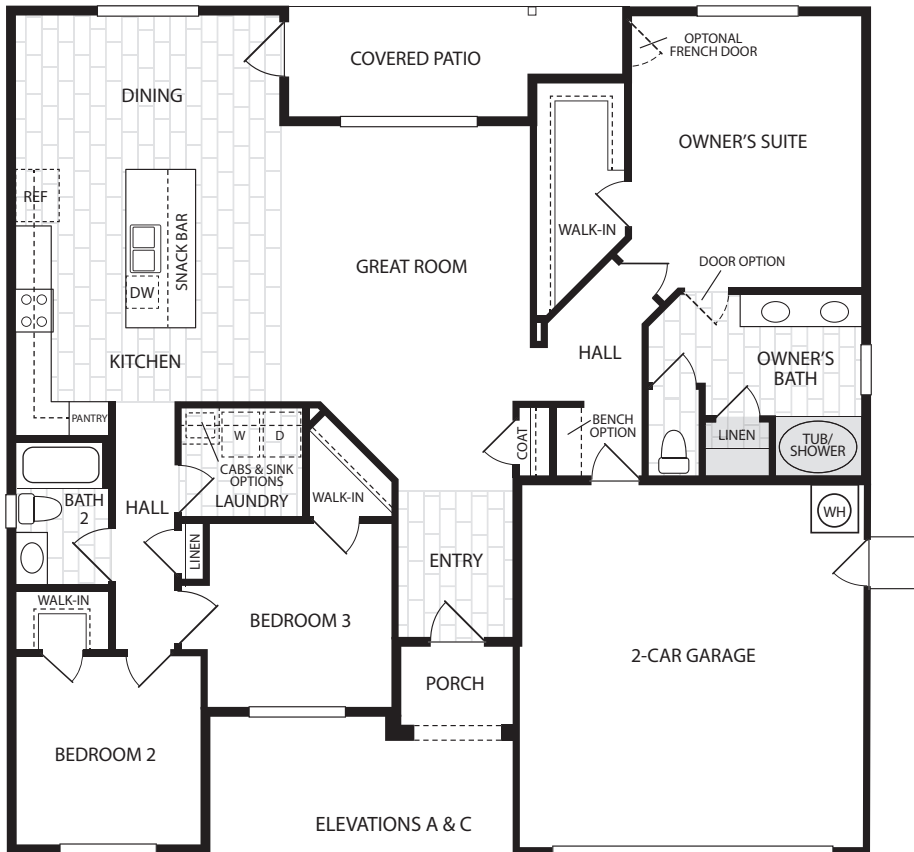 COVERED PATIO
OPTIONAL
FRENCH DOOR
DINING
OWNER'S SUITE
REF
SNACK BAR
WALK-IN
DW
GREAT ROOM
DOOR OPTION
KITCHEN
HALL
OWNER'S
BATH
PANTRY
W
D
COAT
BENCH
OPTION
LINEN
TUB/
SHOWER
CABS & SINK
OPTIONS
LAUNDRY
WALK-IN
BATH
2
HALL
WH
LINEN
ENTRY
WALK-IN
BEDROOM 3
2-CAR GARAGE
PORCH
BEDROOM 2
ELEVATIONS A & C